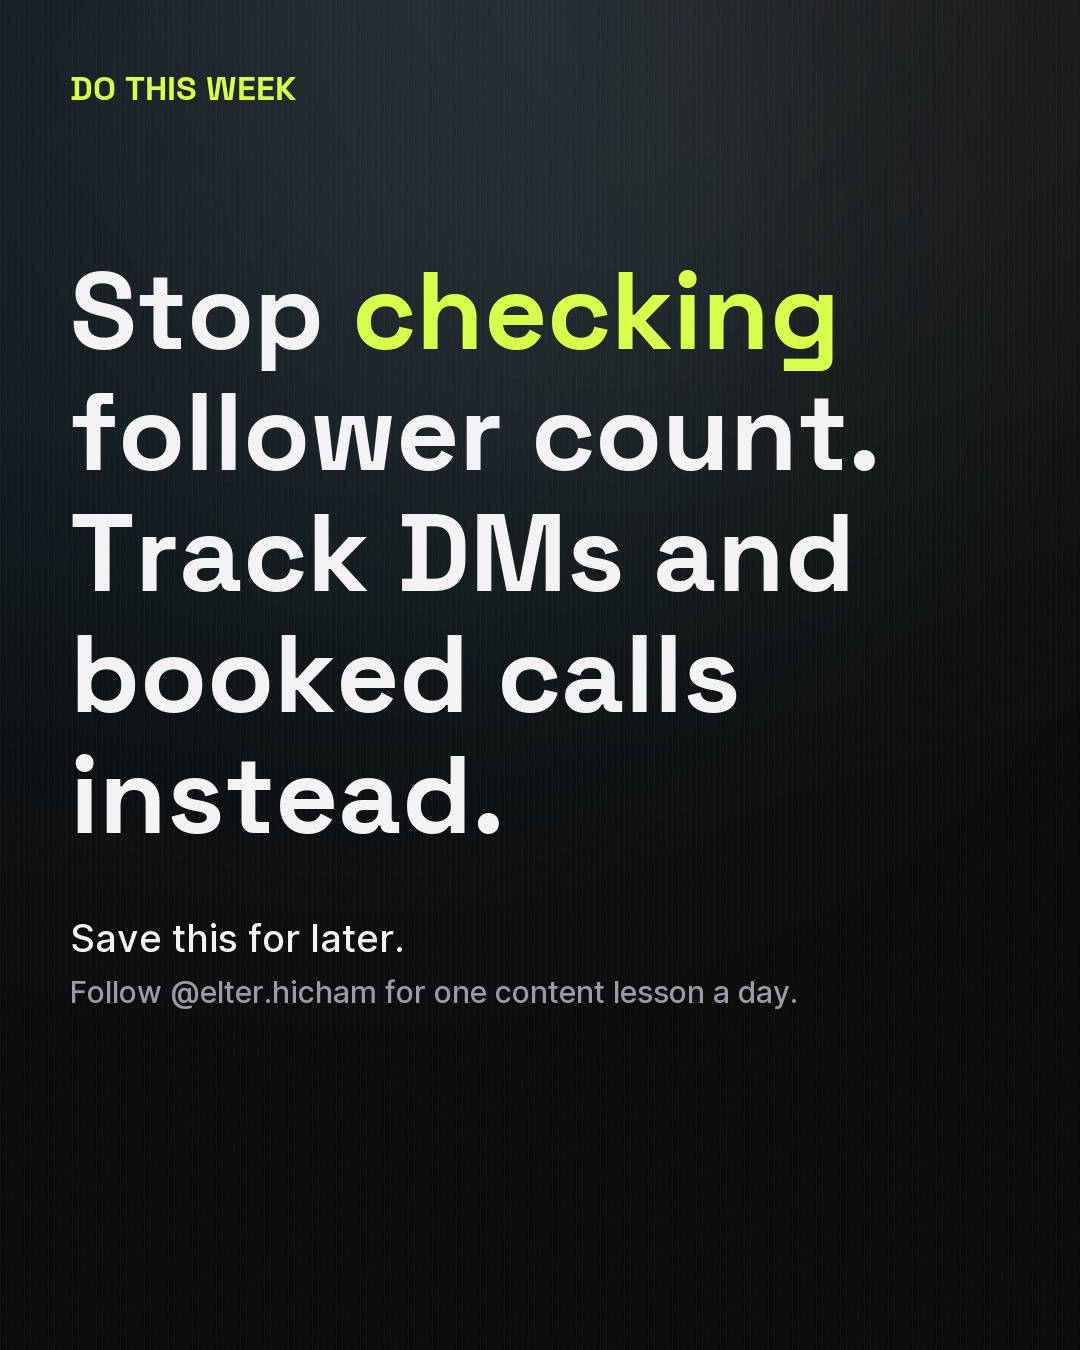 DO THIS WEEK
Stop checking
follower count.
Track DMs and
booked calls
instead.
Save this for later.
Follow @elter.hicham for one content lesson a day.